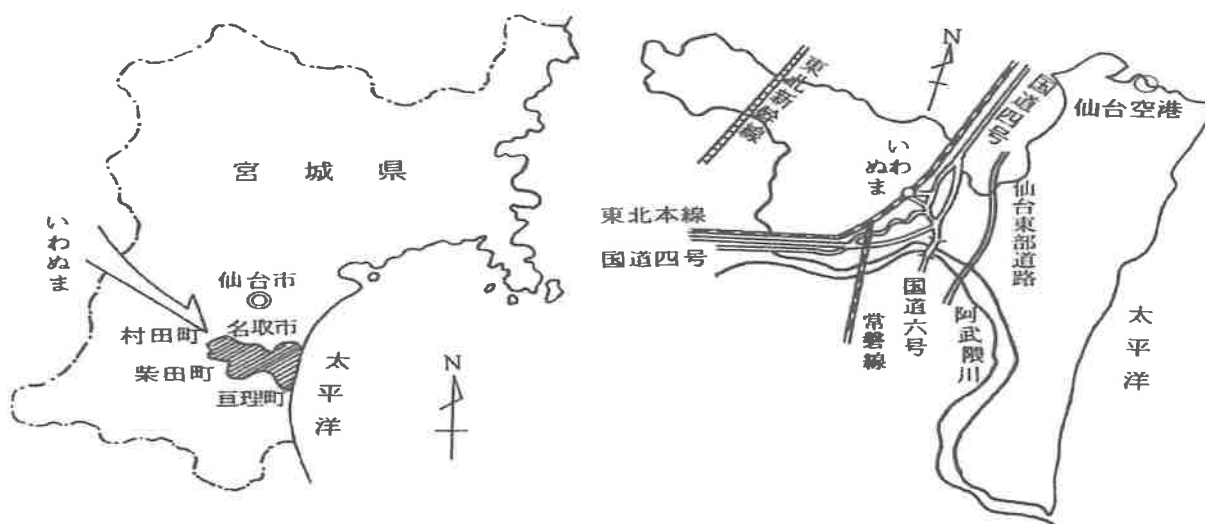 宮城県
いわぬま
仙台市
名取市
村田町
柴田町
亘理町
太平洋
N
N
東北新幹線
国道四号
仙台空港
いわぬま
東北本線
国道四号
仙台東部道路
国道六号
常磐線
阿武隈川
太平洋